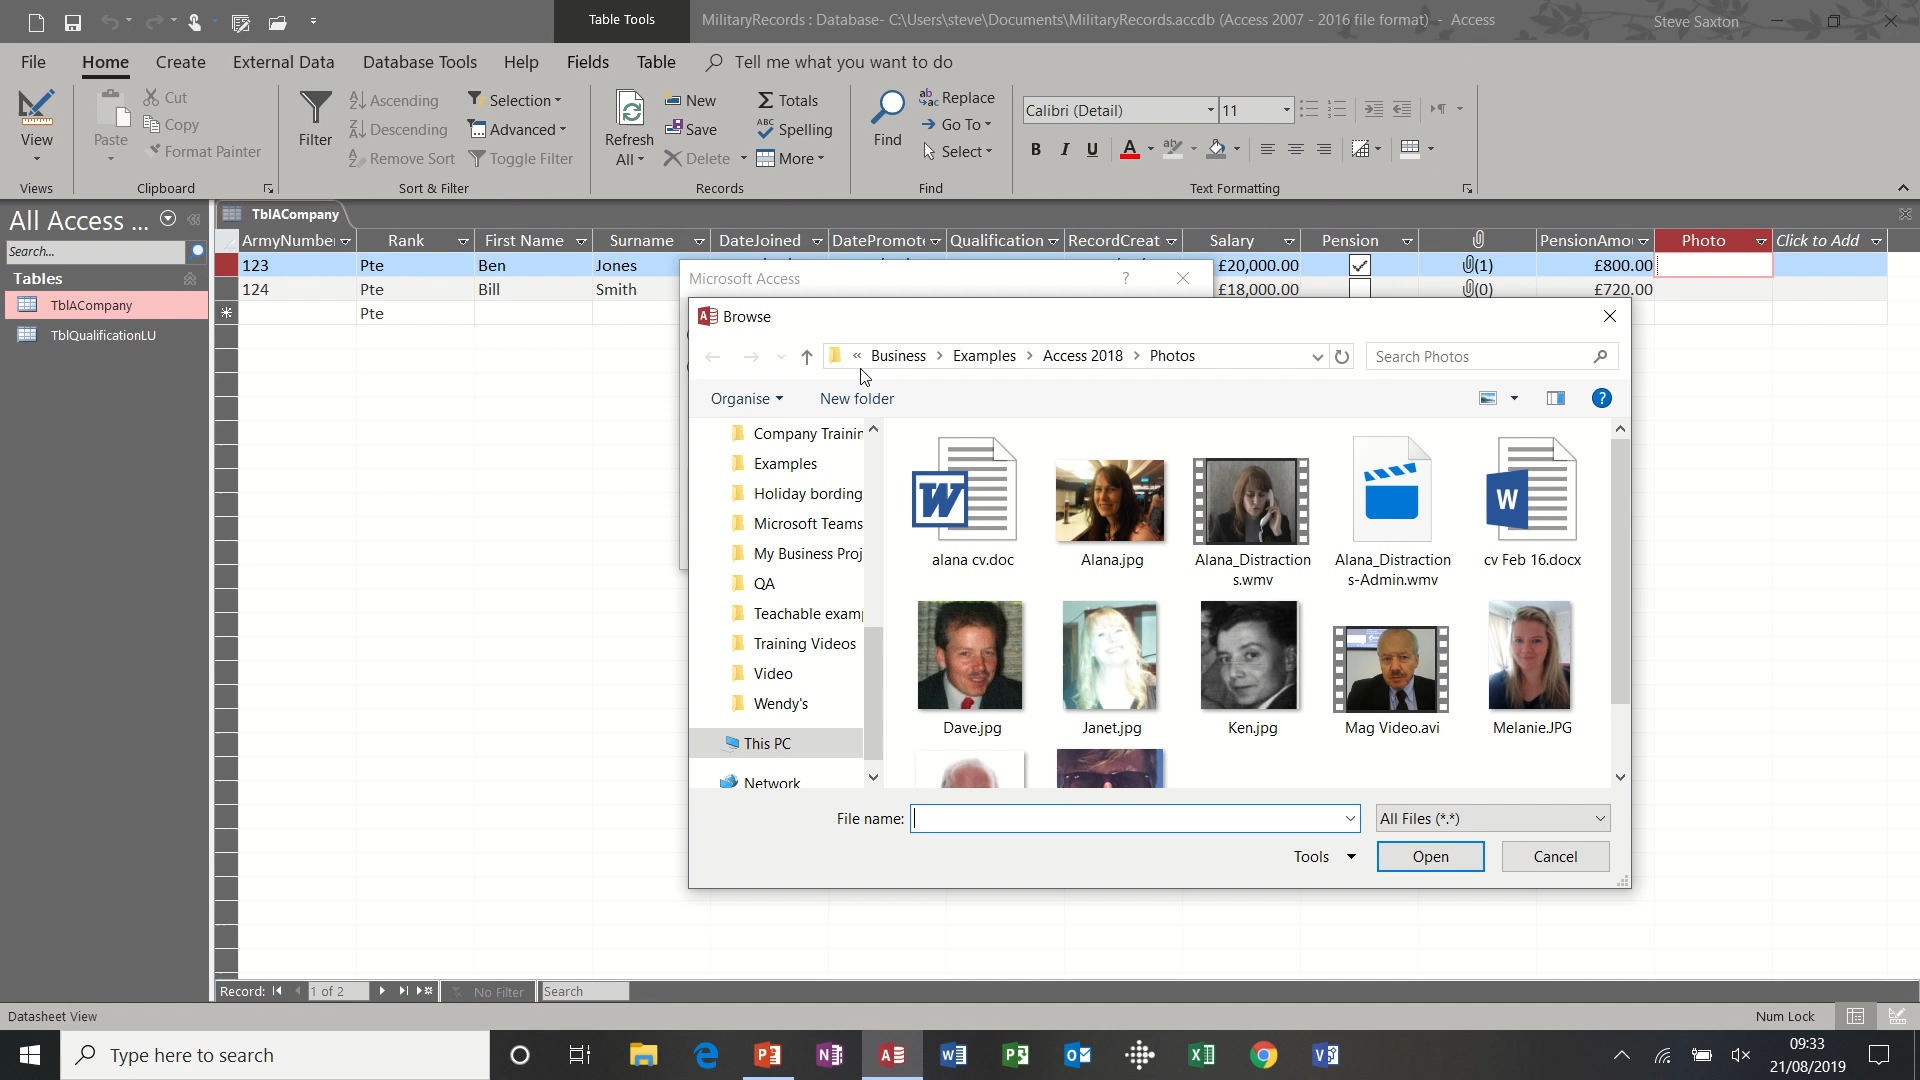 Table Tools
MilitaryRecords : Database- C:\Users\steve\Documents\MilitaryRecords.accdb (Access 2007 - 2016 file format) - Access
Steve Saxton
File Home Create External Data Database Tools Help Fields Table Tell me what you want to do
View
Views
Paste
Cut
Copy
Format Painter
Clipboard
Filter
Ascending
Descending
Remove Sort
Selection
Advanced
Toggle Filter
Sort & Filter
Refresh
All
New
Save
Delete
Totals
Spelling
More
Records
Find
Replace
Go To
Select
Find
Calibri (Detail) 11
B I U A
Text Formatting
All Access ...
Search...
Tables
TblACompany
TblQualificationLU
TblACompany
ArmyNumbe Rank First Name Surname DateJoined DatePromot Qualification RecordCreat Salary Pension PensionAmo Photo Click to Add
123 Pte Ben Jones £20,000.00 (1) £800.00
124 Pte Bill Smith £18,000.00 (0) £720.00
Pte
Microsoft Access ?
A Browse
« Business > Examples > Access 2018 > Photos
Search Photos
Organise New folder ?
Company Trainin
Examples
Holiday bording
Microsoft Teams
My Business Proj
QA
Teachable exam
Training Videos
Video
Wendy's
This PC
Network
alana cv.doc
Alana.jpg
Alana_Distraction
s.wmv
Alana_Distraction
s-Admin.wmv
cv Feb 16.docx
Dave.jpg
Janet.jpg
Ken.jpg
Mag Video.avi
Melanie.JPG
File name: All Files (*.*)
Tools Open Cancel
Record: 1 of 2 No Filter Search
Datasheet View Num Lock
Type here to search
09:33
21/08/2019